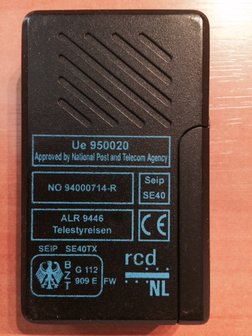 Ue 950020
Approved by National Post and Telecom Agency
NO 94000714-R
Seip
SE40
ALR 9446
Telestyreisen
CE
SEIP SE40TX
BZT
G 112
909 E
FW
rcd
NL